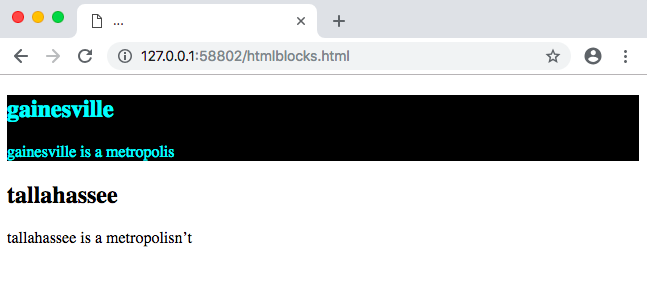 ...
127.0.0.1:58802/htmlblocks.html
gainesville
gainesville is a metropolis
tallahassee
tallahassee is a metropolisn’t